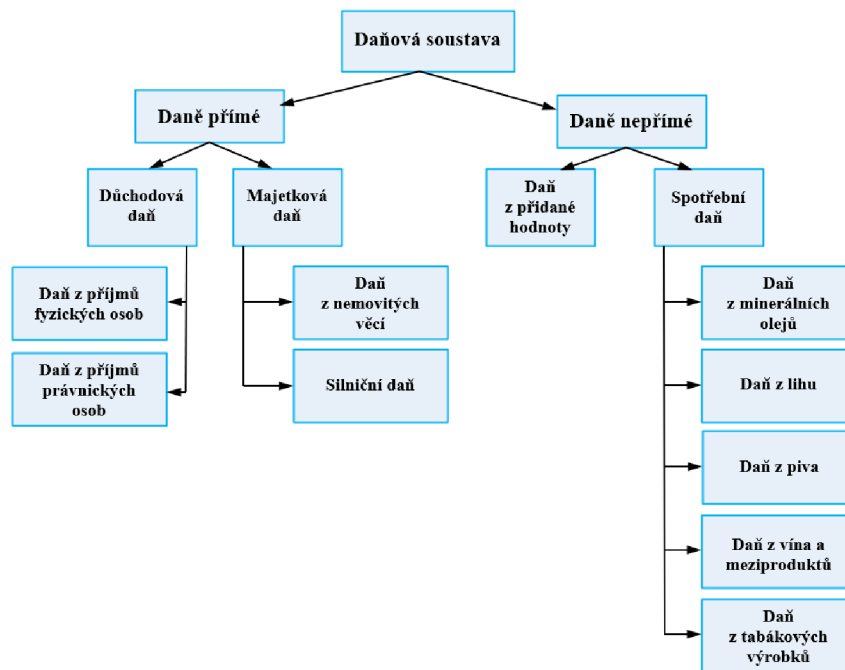 Daňová soustava
Daně přímé
Daně nepřímé
Důchodová
daň
Majetková
daň
Daň
z přidané
hodnoty
Spotřební
daň
Daň z příjmů
fyzických osob
Daň z příjmů
právnických
osob
Daň
z nemovitých
věcí
Silniční daň
Daň
z minerálních
olejů
Daň z lihu
Daň z piva
Daň z vína a
meziproduktů
Daň
z tabákových
výrobků